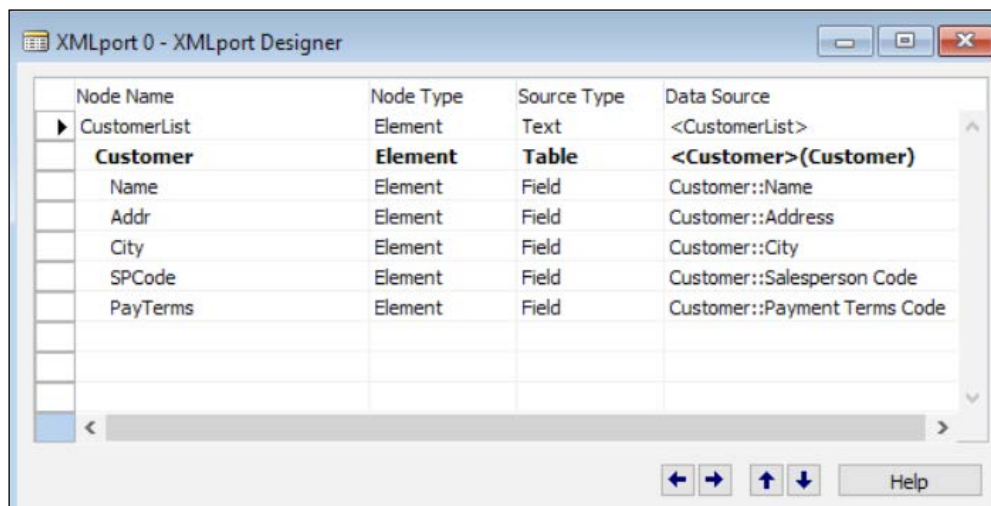 XMLport 0 - XMLport Designer
Node Name Node Type Source Type Data Source
CustomerList Element Text <CustomerList>
Customer Element Table <Customer>(Customer)
Name Element Field Customer::Name
Addr Element Field Customer::Address
City Element Field Customer::City
SPCode Element Field Customer::Salesperson Code
PayTerms Element Field Customer::Payment Terms Code
Help